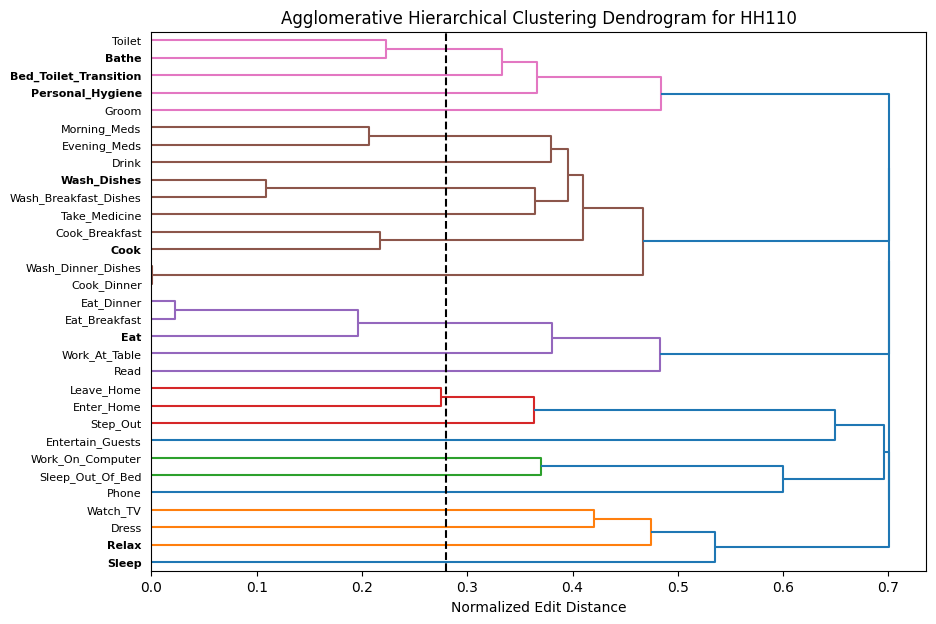 Agglomerative Hierarchical Clustering Dendrogram for HH110
Toilet
Bathe
Bed_Toilet_Transition
Personal_Hygiene
Groom
Morning_Meds
Evening_Meds
Drink
Wash_Dishes
Wash_Breakfast_Dishes
Take_Medicine
Cook_Breakfast
Cook
Wash_Dinner_Dishes
Cook_Dinner
Eat_Dinner
Eat_Breakfast
Eat
Work_At_Table
Read
Leave_Home
Enter_Home
Step_Out
Entertain_Guests
Work_On_Computer
Sleep_Out_Of_Bed
Phone
Watch_TV
Dress
Relax
Sleep
0.0 0.1 0.2 0.3 0.4 0.5 0.6 0.7
Normalized Edit Distance